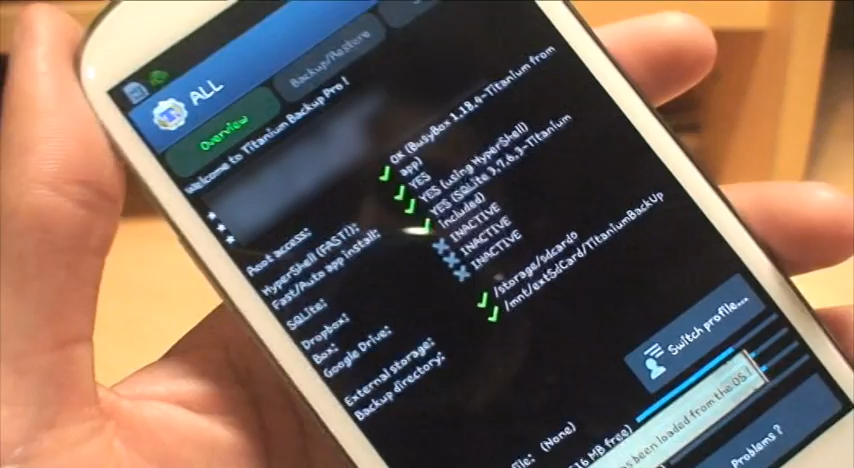 ALL
Overview
Backup/Restore
Welcome to Titanium Backup Pro !
Root access: OK (BusyBox 1.18.4-Titanium from app)
HyperShell (FAST!): YES
Fast/Auto app install: YES (using HyperShell)
SQLite: YES (SQLite 3.7.6.3-Titanium included)
Dropbox: INACTIVE
Box: INACTIVE
Google Drive: INACTIVE
External storage: /storage/sdcard0
Backup directory: /mnt/extSdCard/TitaniumBackUp
Switch profile...
file: (None)
MB free)
been loaded from the OS !
Problems ?